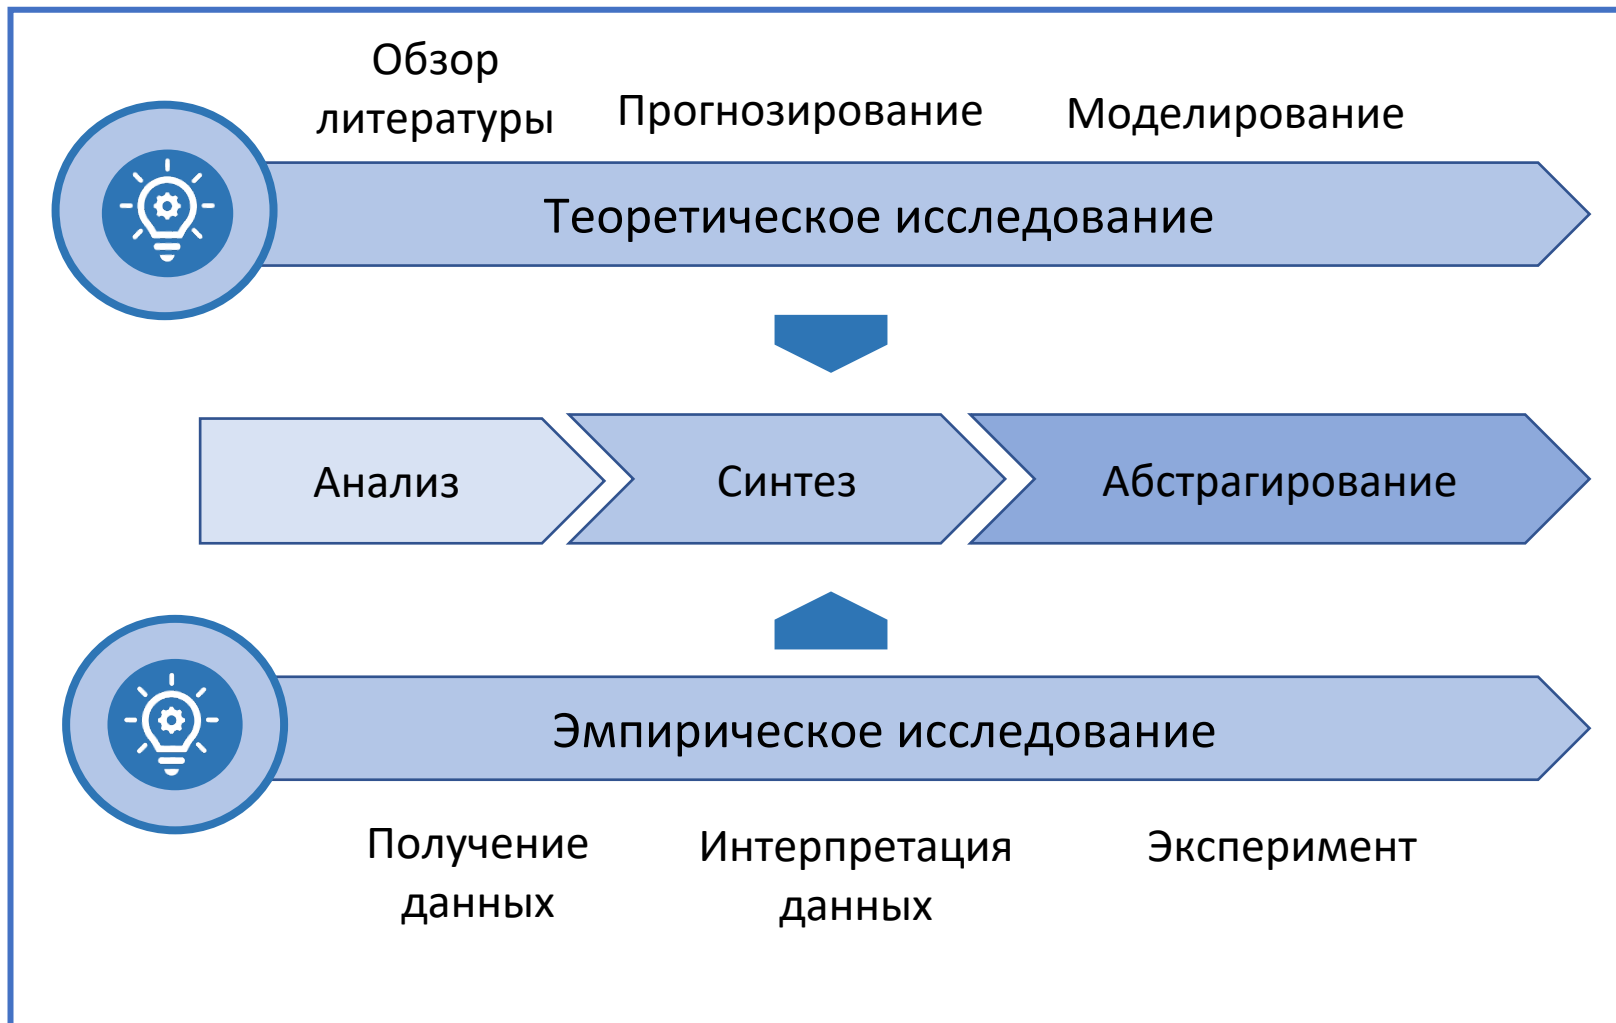 Обзор
литературы
Прогнозирование
Моделирование
Теоретическое исследование
Анализ
Синтез
Абстрагирование
Эмпирическое исследование
Получение
данных
Интерпретация
данных
Эксперимент